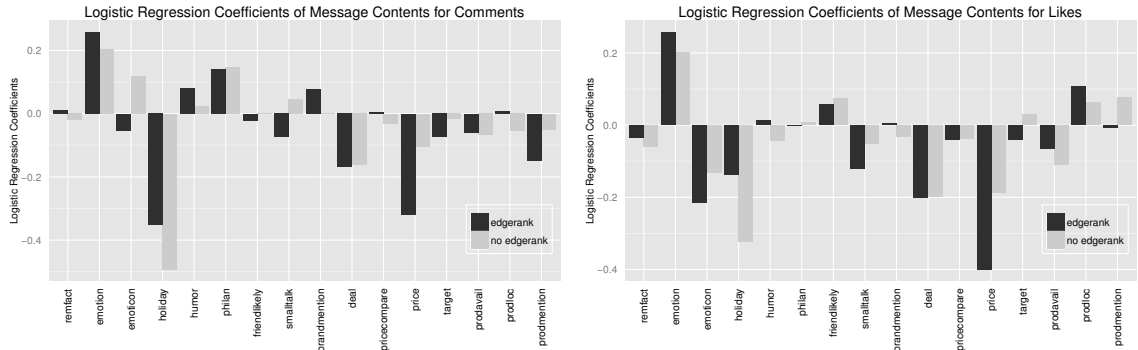 Logistic Regression Coefficients of Message Contents for Comments
Logistic Regression Coefficients
0.2
0.0
−0.2
−0.4
edgerank
no edgerank
remfact
emotion
emoticon
holiday
humor
philan
friendlikely
smalltalk
brandmention
deal
pricecompare
price
target
prodavail
prodloc
prodmention
Logistic Regression Coefficients of Message Contents for Likes
Logistic Regression Coefficients
0.2
0.0
−0.2
−0.4
edgerank
no edgerank
remfact
emotion
emoticon
holiday
humor
philan
friendlikely
smalltalk
brandmention
deal
pricecompare
price
target
prodavail
prodloc
prodmention